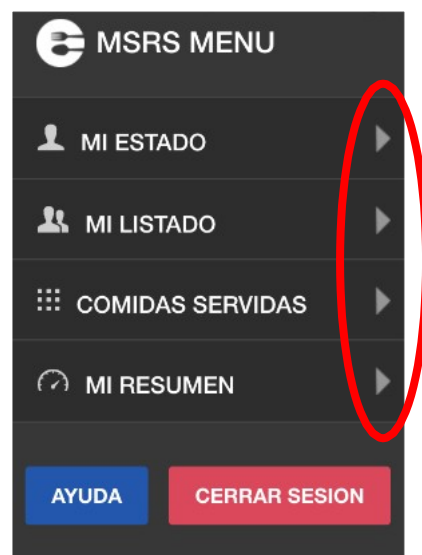 MSRS MENU
MI ESTADO
MI LISTADO
COMIDAS SERVIDAS
MI RESUMEN
AYUDA CERRAR SESION